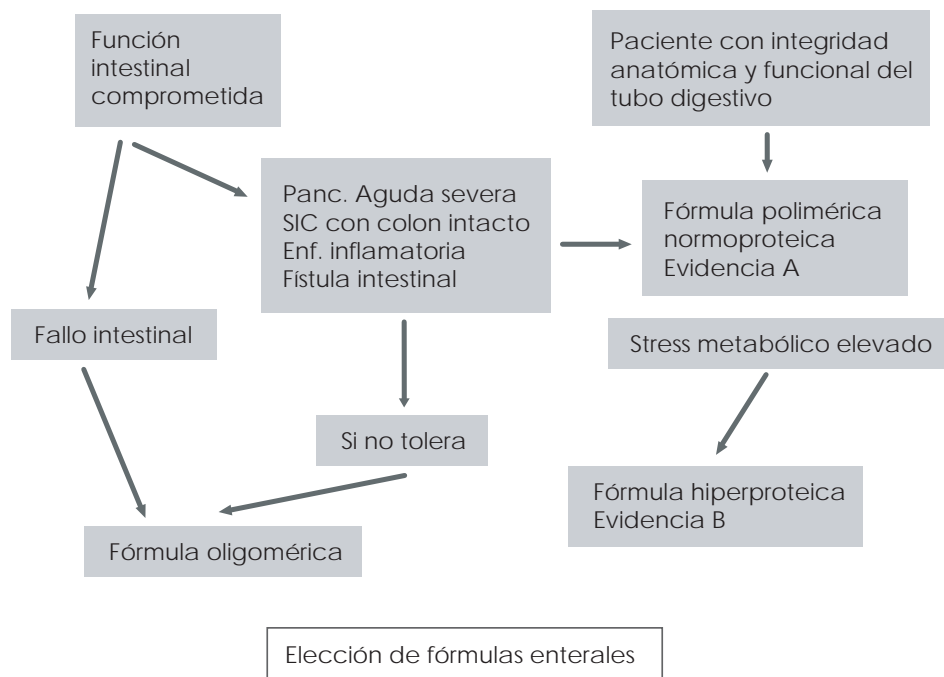 Función
intestinal
comprometida
Paciente con integridad
anatómica y funcional del
tubo digestivo
Panc. Aguda severa
SIC con colon intacto
Enf. inflamatoria
Fístula intestinal
Fórmula polimérica
normoproteica
Evidencia A
Fallo intestinal
Stress metabólico elevado
Si no tolera
Fórmula hiperproteica
Evidencia B
Fórmula oligomérica
Elección de fórmulas enterales